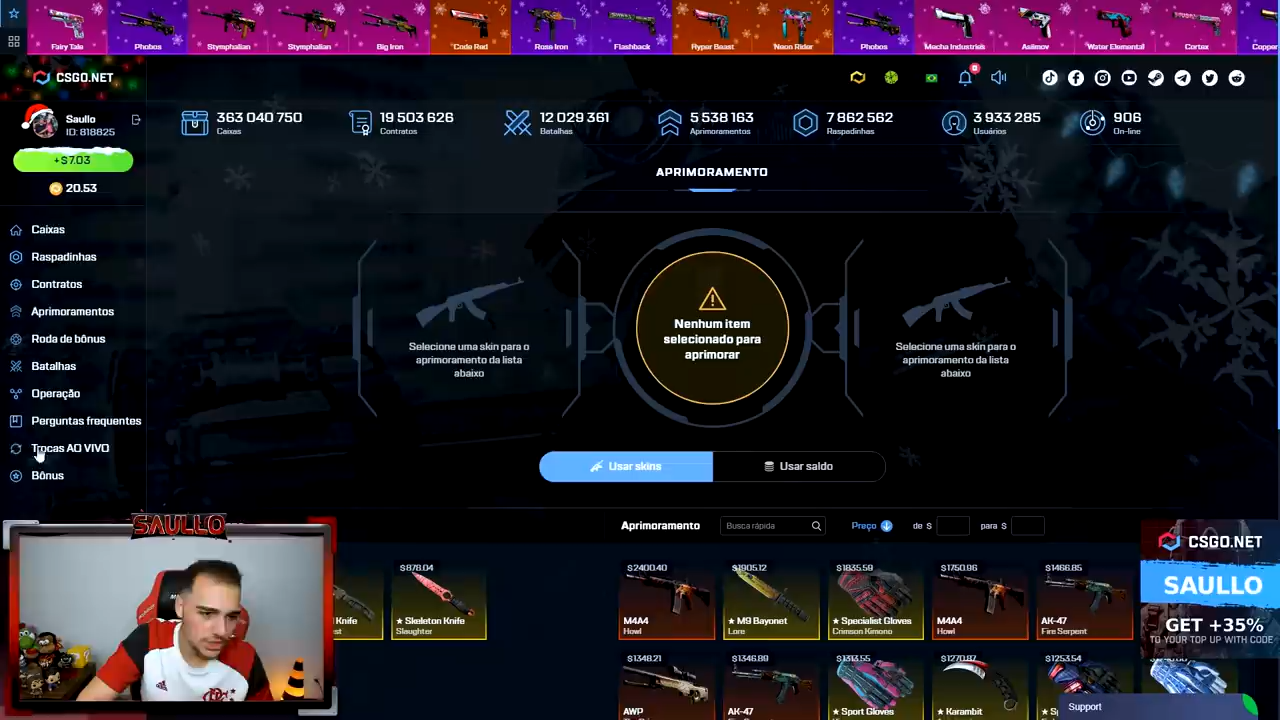 Fairy Tale
Phobos
Stymphalian
Stymphalian
Big Iron
Code Red
Rose Iron
Flashback
Hyper Beast
Neon Rider
Phobos
Mecha Industries
Asiimov
Water Elemental
Cortex
Copper
CSGO.NET
Saullo
ID: 818825
+$7.03
20.53
363 040 750
Caixas
19 503 626
Contratos
12 029 361
Batalhas
5 538 163
Aprimoramentos
7 862 562
Raspadinhas
3 933 285
Usuários
906
On-line
APRIMORAMENTO
Caixas
Raspadinhas
Contratos
Aprimoramentos
Roda de bônus
Batalhas
Operação
Perguntas frequentes
Trocas AO VIVO
Bônus
Selecione uma skin para o
aprimoramento da lista
abaixo
Nenhum item
selecionado para
aprimorar
Selecione uma skin para o
aprimoramento da lista
abaixo
Usar skins
Usar saldo
Aprimoramento
Busca rápida
Preço
de $
para $
SAULLO
$878.04
★ Skeleton Knife
Slaughter
$2400.40
M4A4
Howl
$1905.12
★ M9 Bayonet
Lore
$1835.59
★ Specialist Gloves
Crimson Kimono
$1750.96
M4A4
Howl
$1466.85
AK-47
Fire Serpent
$1348.21
AWP
$1346.89
AK-47
$1313.55
★ Sport Gloves
$1270.87
★ Karambit
$1253.54
CSGO.NET
SAULLO
GET +35%
TO YOUR TOP UP WITH CODE
Support